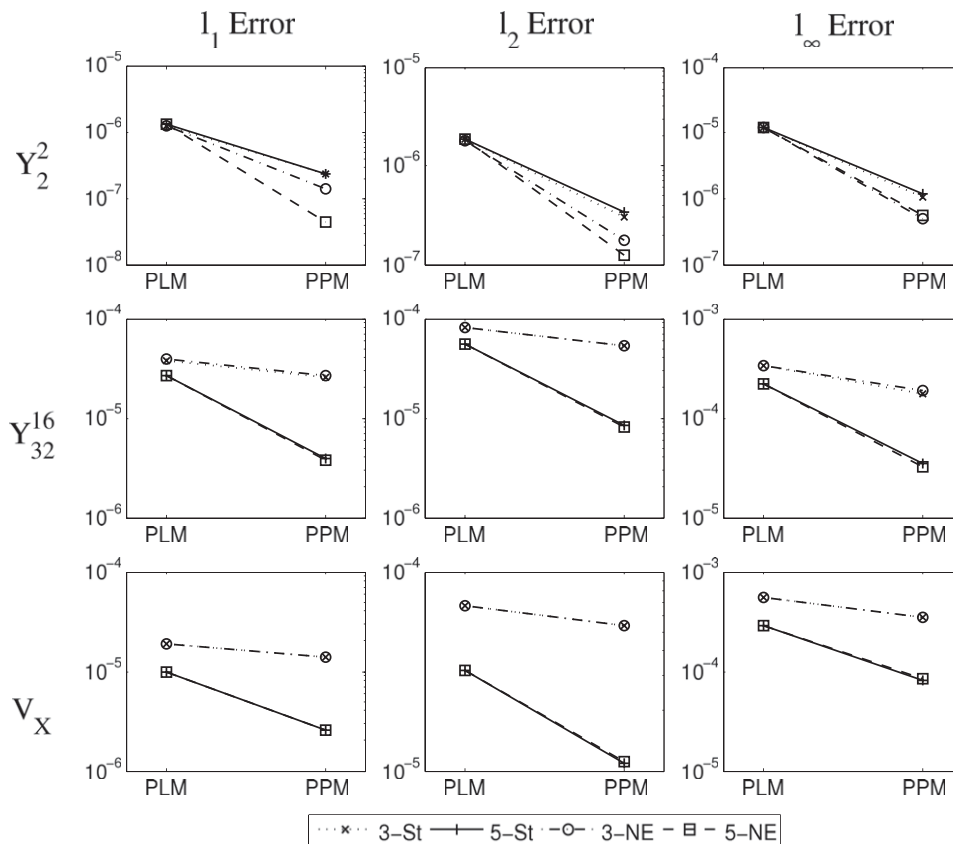 l₁ Error l₂ Error l∞ Error
Y₂²
10⁻⁵
10⁻⁶
10⁻⁷
10⁻⁸
PLM PPM
10⁻⁵
10⁻⁶
10⁻⁷
PLM PPM
10⁻⁴
10⁻⁵
10⁻⁶
10⁻⁷
PLM PPM
Y₃₂¹⁶
10⁻⁴
10⁻⁵
10⁻⁶
PLM PPM
10⁻⁴
10⁻⁵
10⁻⁶
PLM PPM
10⁻³
10⁻⁴
10⁻⁵
PLM PPM
V_X
10⁻⁴
10⁻⁵
10⁻⁶
PLM PPM
10⁻⁴
10⁻⁵
PLM PPM
10⁻³
10⁻⁴
10⁻⁵
PLM PPM
3-St 5-St 3-NE 5-NE